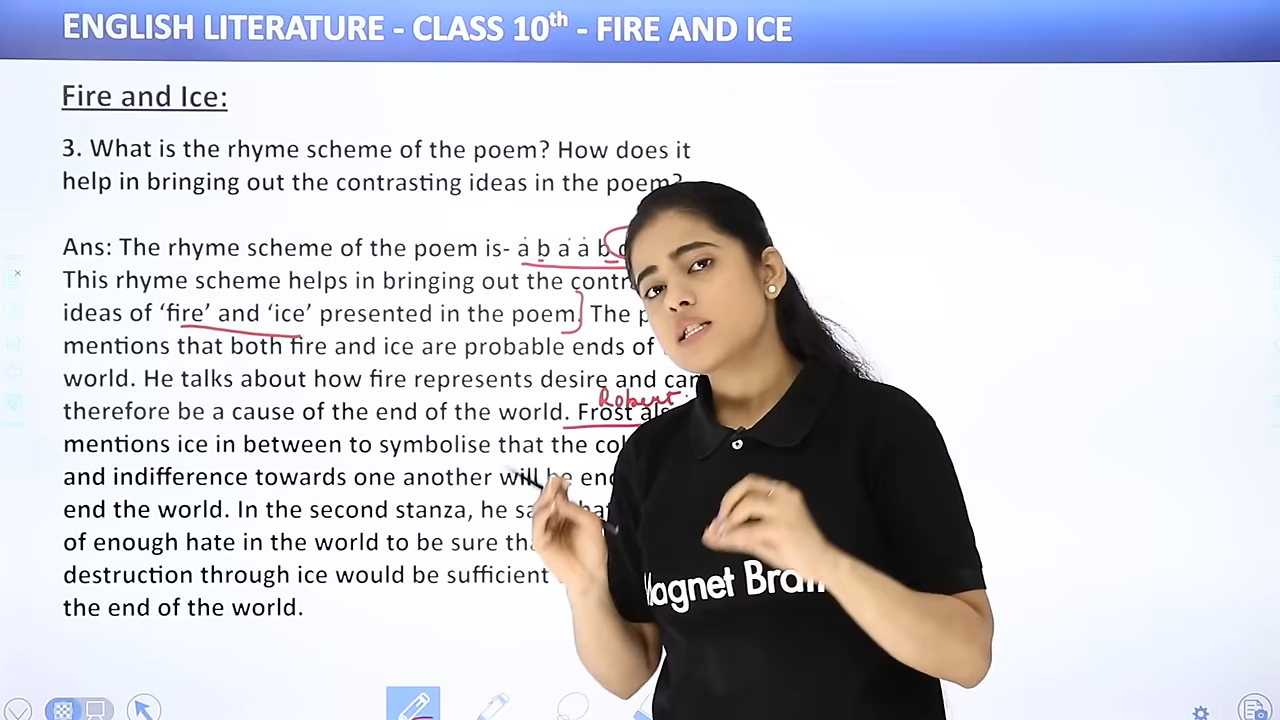 ENGLISH LITERATURE - CLASS 10th - FIRE AND ICE
Fire and Ice:
3. What is the rhyme scheme of the poem? How does it
help in bringing out the contrasting ideas in the poem?
Ans: The rhyme scheme of the poem is- a b a a b
This rhyme scheme helps in bringing out the
ideas of ‘fire’ and ‘ice’ presented in the poem. The
mentions that both fire and ice are probable ends of
world. He talks about how fire represents desire and can
Robert
therefore be a cause of the end of the world. Frost
mentions ice in between to symbolise that the
and indifference towards one another will be
end the world. In the second stanza, he
of enough hate in the world to be sure
destruction through ice would be sufficient
the end of the world.
Magnet